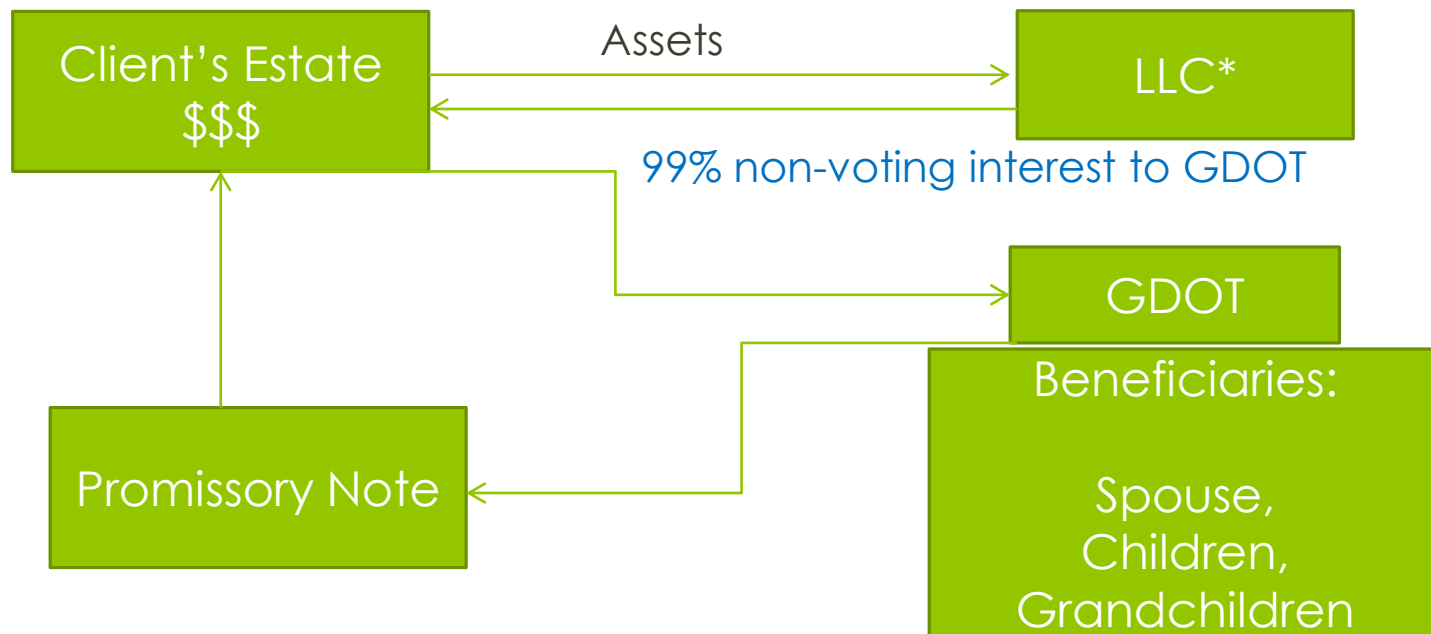 Client’s Estate
$$$
Assets
LLC*
99% non-voting interest to GDOT
GDOT
Beneficiaries:
Spouse,
Children,
Grandchildren
Promissory Note